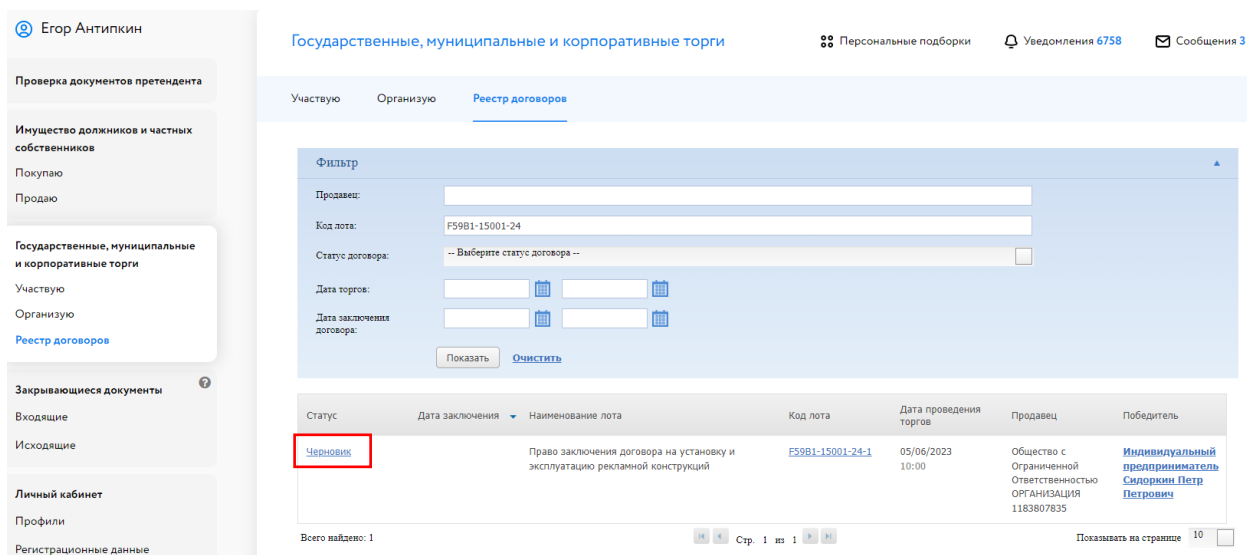 Егор Антипкин
Проверка документов претендента
Имущество должников и частных
собственников
Покупаю
Продаю
Государственные, муниципальные
и корпоративные торги
Участвую
Организую
Реестр договоров
Закрывающиеся документы
Входящие
Исходящие
Личный кабинет
Профили
Регистрационные данные
Государственные, муниципальные и корпоративные торги
Персональные подборки
Уведомления 6758
Сообщения 3
Участвую Организую Реестр договоров
Фильтр
Продавец:
Код лота: F59B1-15001-24
Статус договора: -- Выберите статус договора --
Дата торгов:
Дата заключения
договора:
Показать Очистить
Статус Дата заключения Наименование лота Код лота Дата проведения
торгов Продавец Победитель
Черновик
Право заключения договора на установку и
эксплуатацию рекламной конструкций
F59B1-15001-24-1
05/06/2023
10:00
Общество с
Ограниченной
Ответственностью
ОРГАНИЗАЦИЯ
1183807835
Индивидуальный
предприниматель
Сидоркин Петр
Петрович
Всего найдено: 1
Стр. 1 из 1
Показывать на странице 10